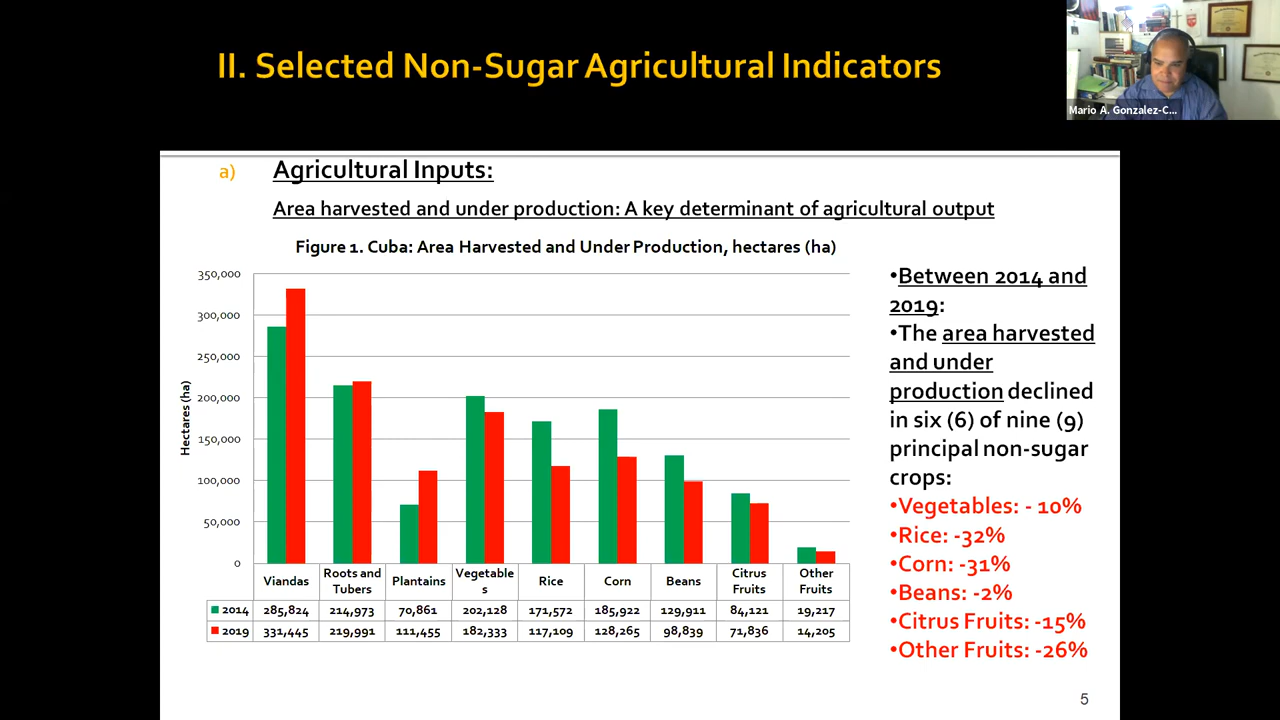 II. Selected Non-Sugar Agricultural Indicators
Mario A. Gonzalez-C...
a) Agricultural Inputs:
Area harvested and under production: A key determinant of agricultural output
Figure 1. Cuba: Area Harvested and Under Production, hectares (ha)
Hectares (ha)
350,000
300,000
250,000
200,000
150,000
100,000
50,000
0
Viandas Roots and Tubers Plantains Vegetables Rice Corn Beans Citrus Fruits Other Fruits
2014 285,824 214,973 70,861 202,128 171,572 185,922 129,911 84,121 19,217
2019 331,445 219,991 111,455 182,333 117,109 128,265 98,839 71,836 14,205
•Between 2014 and
2019:
•The area harvested
and under
production declined
in six (6) of nine (9)
principal non-sugar
crops:
•Vegetables: - 10%
•Rice: -32%
•Corn: -31%
•Beans: -2%
•Citrus Fruits: -15%
•Other Fruits: -26%
5